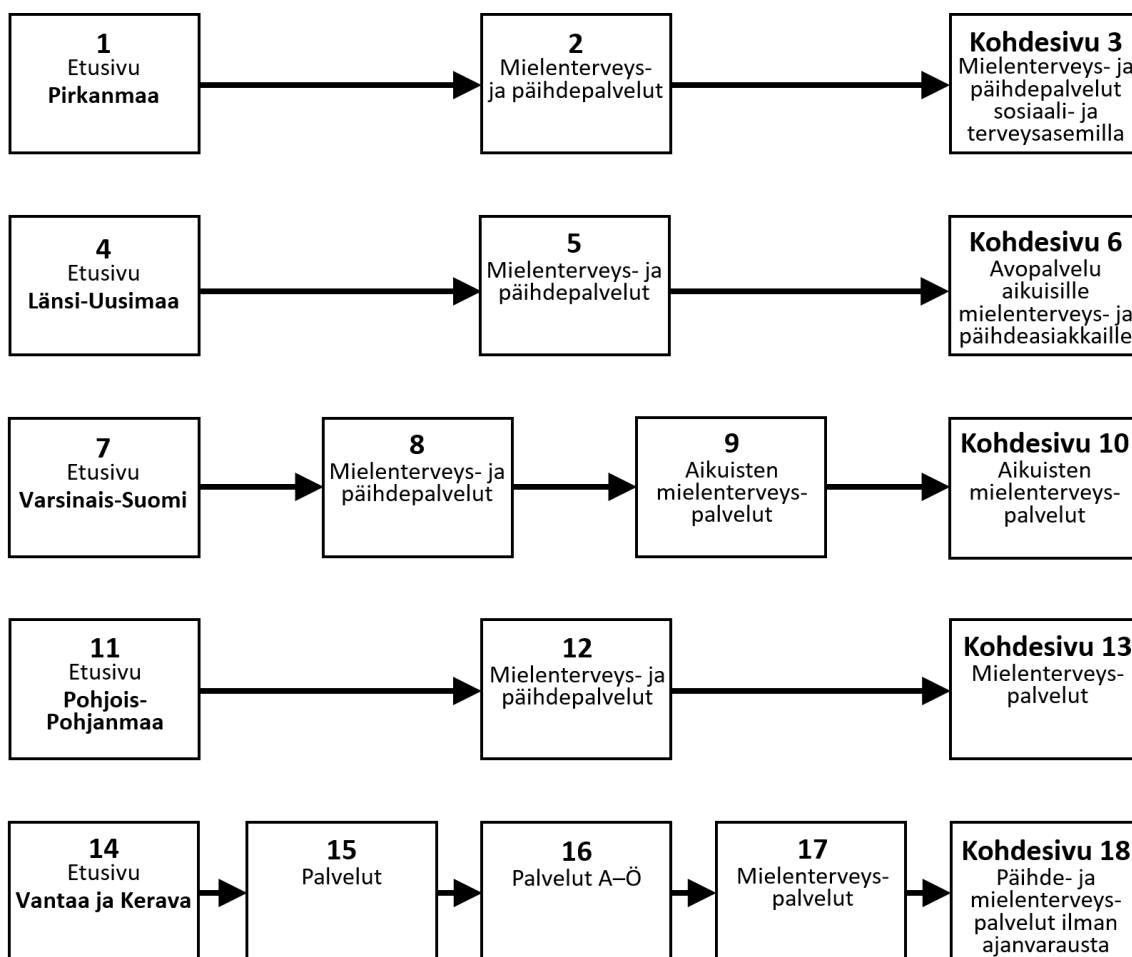 1
Etusivu
Pirkanmaa
2
Mielenterveys-
ja päihdepalvelut
Kohdesivu 3
Mielenterveys- ja
päihdepalvelut
sosiaali- ja
terveysasemilla
4
Etusivu
Länsi-Uusimaa
5
Mielenterveys- ja
päihdepalvelut
Kohdesivu 6
Avopalvelu
aikuisille
mielenterveys- ja
päihdeasiakkaille
7
Etusivu
Varsinais-Suomi
8
Mielenterveys- ja
päihdepalvelut
9
Aikuisten
mielenterveys-
palvelut
Kohdesivu 10
Aikuisten
mielenterveys-
palvelut
11
Etusivu
Pohjois-
Pohjanmaa
12
Mielenterveys- ja
päihdepalvelut
Kohdesivu 13
Mielenterveys-
palvelut
14
Etusivu
Vantaa ja Kerava
15
Palvelut
16
Palvelut A–Ö
17
Mielenterveys-
palvelut
Kohdesivu 18
Päihde- ja
mielenterveys-
palvelut ilman
ajanvarausta